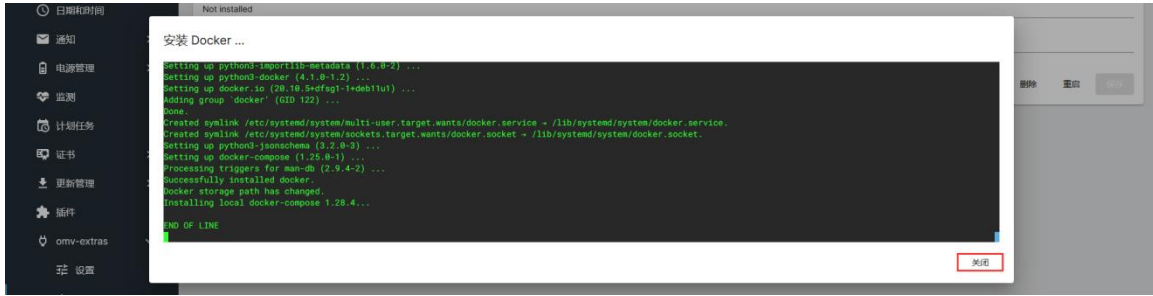 日期和时间
Not installed
通知
安装 Docker ...
电源管理
Setting up python3-importlib-metadata (1.6.0-2) ...
Setting up python3-docker (4.1.0-1.2) ...
Setting up docker.io (20.10.5+dfsg1-1+deb11u1) ...
Adding group `docker' (GID 122) ...
Done.
Created symlink /etc/systemd/system/multi-user.target.wants/docker.service → /lib/systemd/system/docker.service.
Created symlink /etc/systemd/system/sockets.target.wants/docker.socket → /lib/systemd/system/docker.socket.
Setting up python3-jsonschema (3.2.0-3) ...
Setting up docker-compose (1.25.0-1) ...
Processing triggers for man-db (2.9.4-2) ...
Successfully installed docker.
Docker storage path has changed.
Installing local docker-compose 1.28.4...
END OF LINE
删除 重启 保存
监测
计划任务
证书
更新管理
插件
omv-extras
关闭
设置